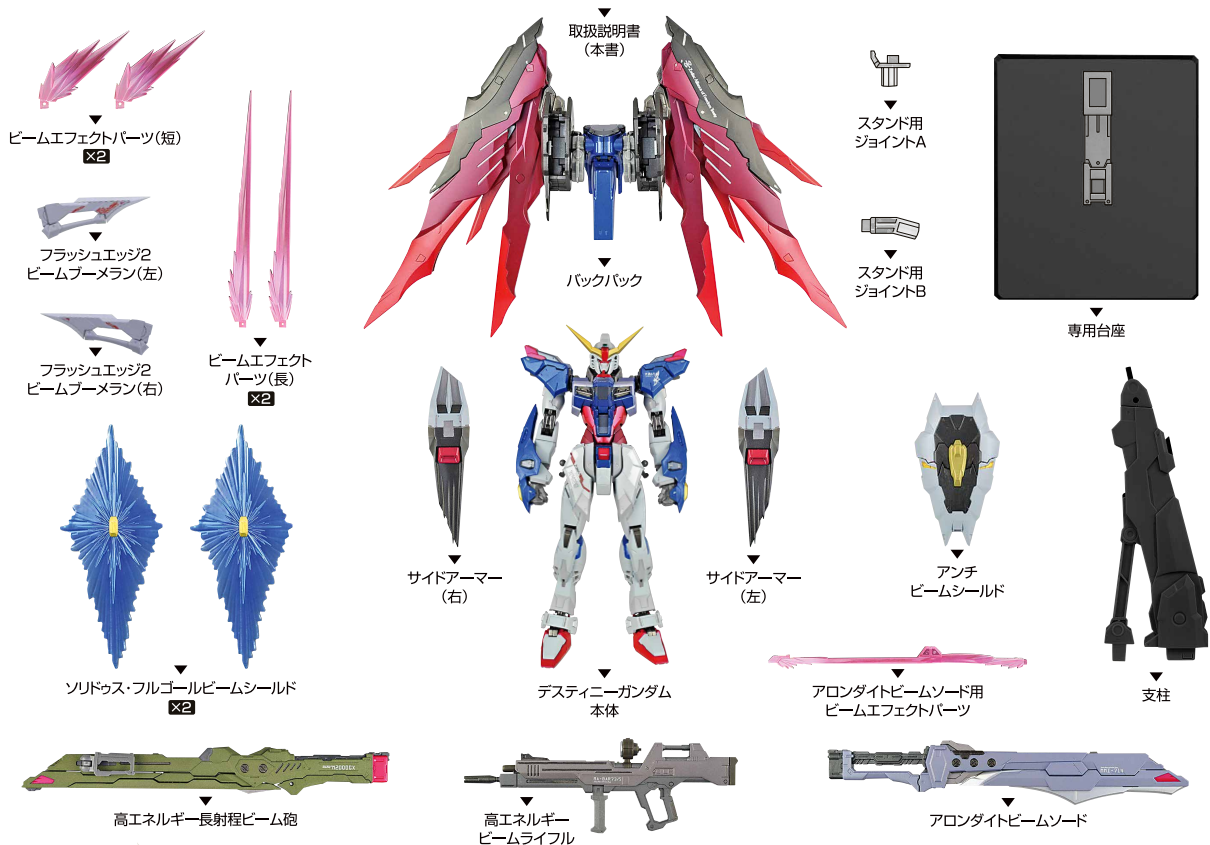 取扱説明書
（本書）
ビームエフェクトパーツ（短）
×2
スタンド用
ジョイントA
フラッシュエッジ2
ビームブーメラン（左）
バックパック
スタンド用
ジョイントB
専用台座
フラッシュエッジ2
ビームブーメラン（右）
ビームエフェクト
パーツ（長）
×2
サイドアーマー
（右）
サイドアーマー
（左）
アンチ
ビームシールド
ソリドゥス・フルゴールビームシールド
×2
デスティニーガンダム
本体
アロンダイトビームソード用
ビームエフェクトパーツ
支柱
高エネルギー長射程ビーム砲
高エネルギー
ビームライフル
アロンダイトビームソード